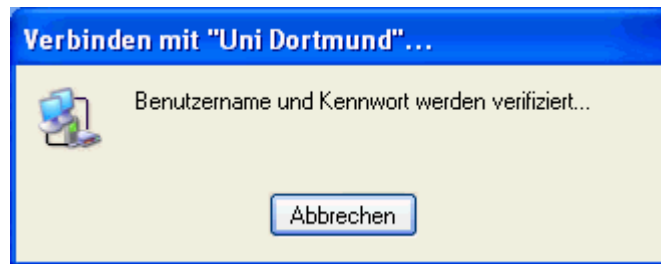 Verbinden mit "Uni Dortmund"...
Benutzername und Kennwort werden verifiziert...
Abbrechen